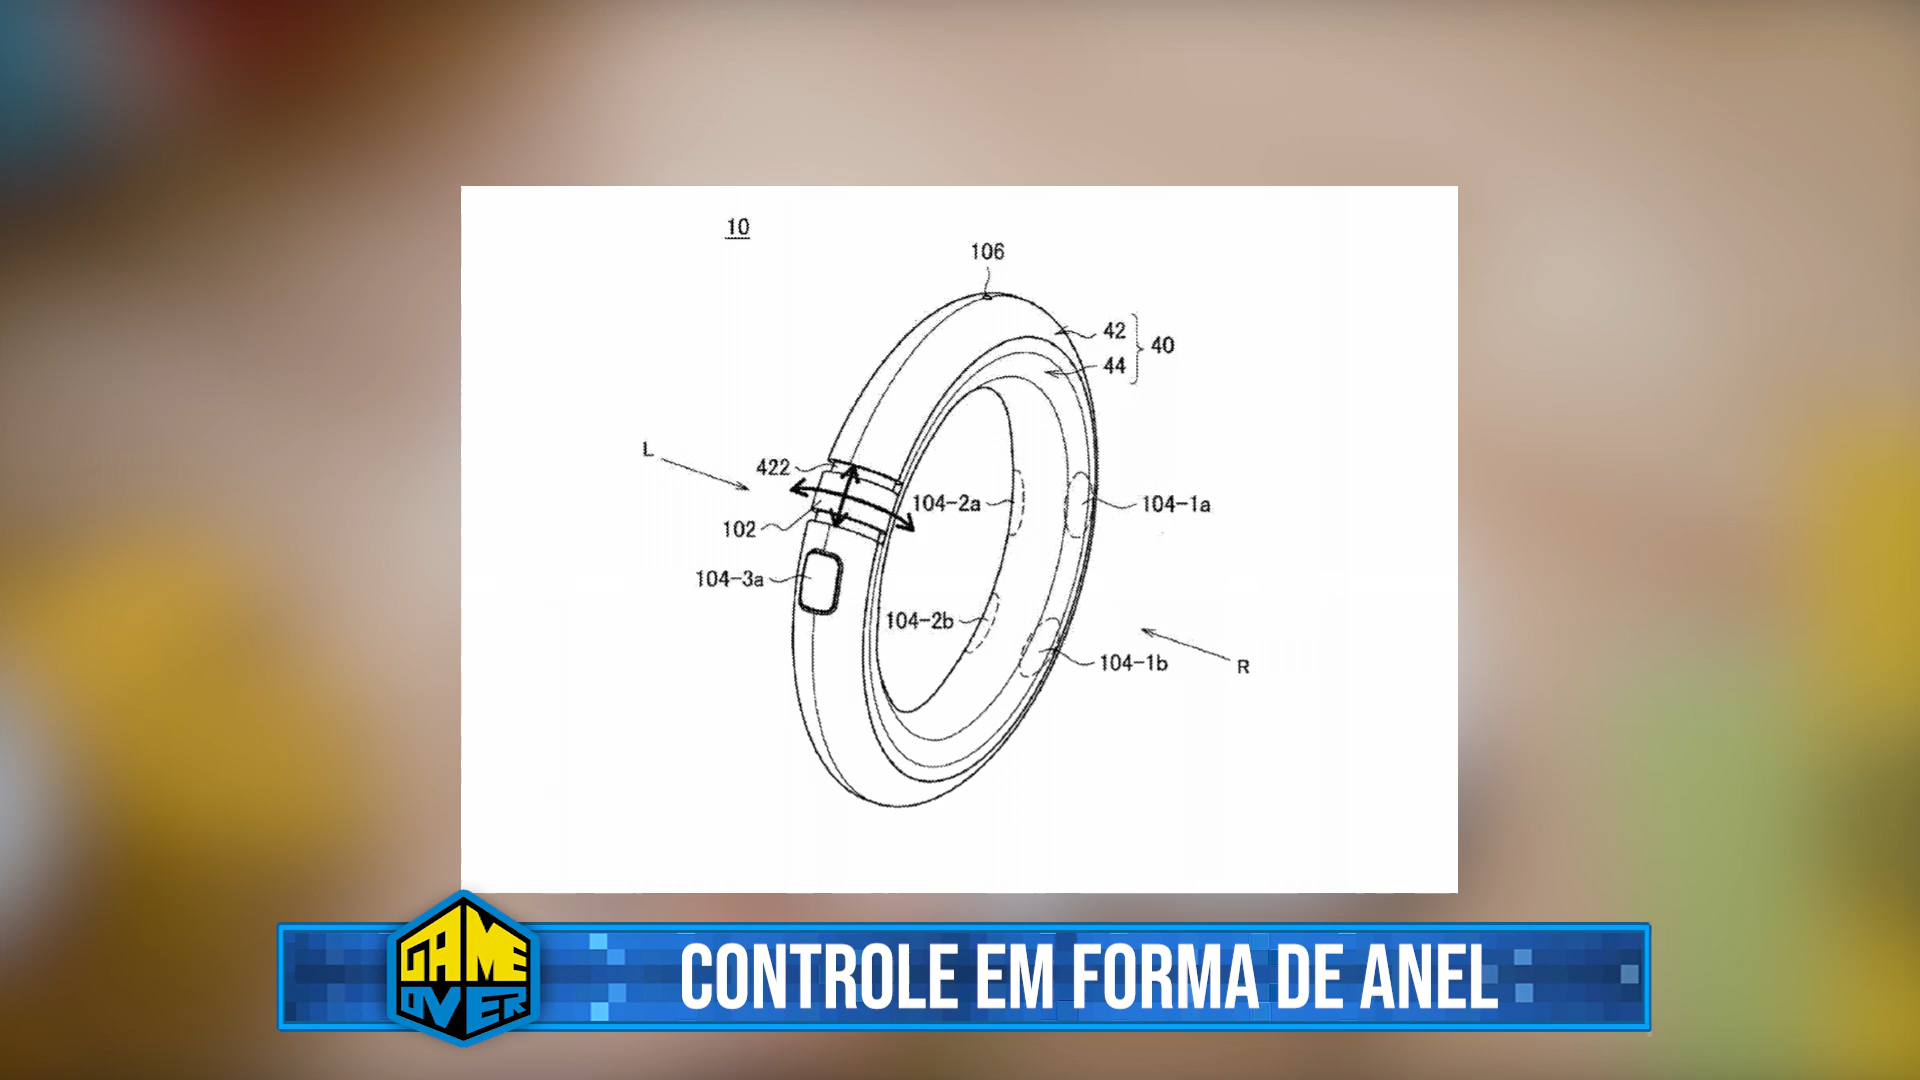 10
106
42
40
44
L
422
104-2a
104-1a
102
104-3a
104-2b
104-1b
R
GAME
OVER
CONTROLE EM FORMA DE ANEL